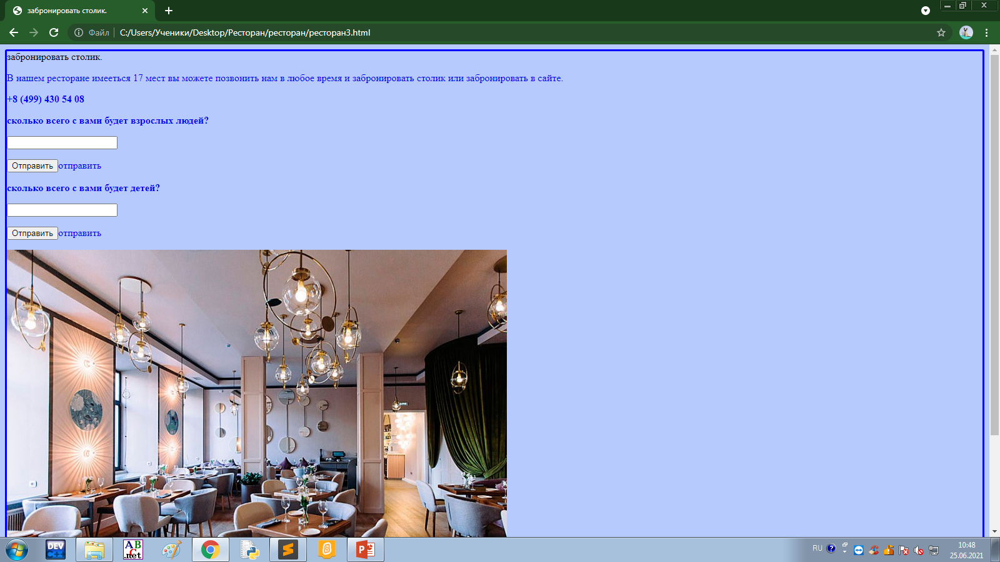 забронировать столик.
Файл
C:/Users/Ученики/Desktop/Ресторан/ресторан/ресторан3.html
забронировать столик.
В нашем ресторане имееться 17 мест вы можете позвонить нам в любое время и забронировать столик или забронировать в сайте.
+8 (499) 430 54 08
сколько всего с вами будет взрослых людей?
Отправить отправить
сколько всего с вами будет детей?
Отправить отправить
DEV C++
ABC .net
RU
10:48
25.06.2021